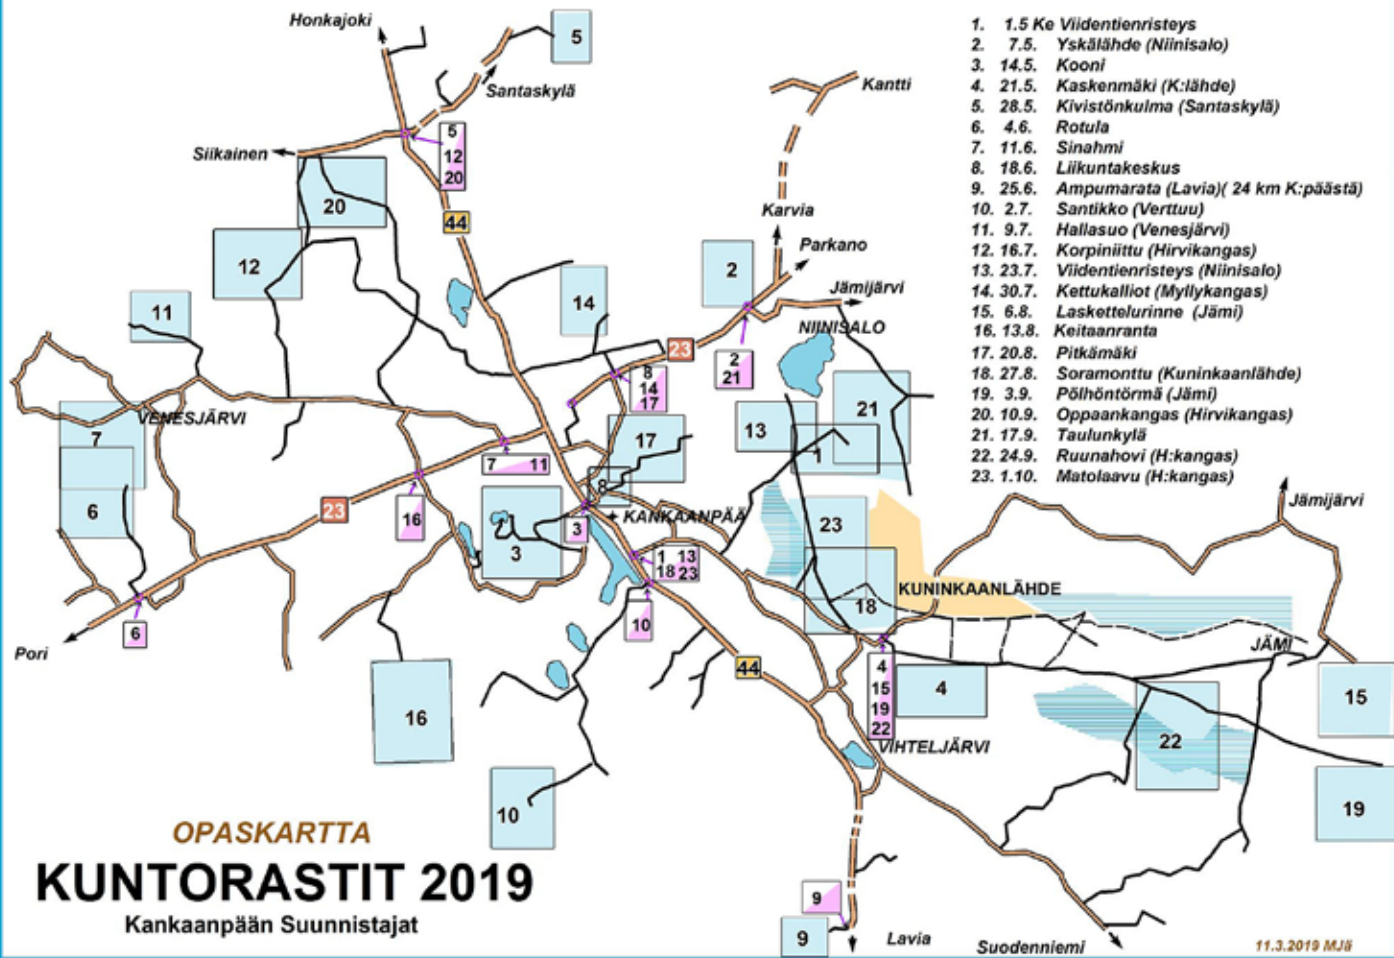 Honkajoki
5
1. 1.5 Ke Viidentienristeys
2. 7.5. Yskälähde (Niinisalo)
3. 14.5. Kooni
4. 21.5. Kaskenmäki (K:lähde)
5. 28.5. Kivistönkulma (Santaskylä)
6. 4.6. Rotula
7. 11.6. Sinahmi
8. 18.6. Liikuntakeskus
9. 25.6. Ampumarata (Lavia)( 24 km K:päästä)
10. 2.7. Santikko (Verttuu)
11. 9.7. Hallasuo (Venesjärvi)
12. 16.7. Korpiniittu (Hirvikangas)
13. 23.7. Viidentienristeys (Niinisalo)
14. 30.7. Kettukalliot (Myllykangas)
15. 6.8. Laskettelurinne (Jämi)
16. 13.8. Keitaanranta
17. 20.8. Pitkämäki
18. 27.8. Soramonttu (Kuninkaanlähde)
19. 3.9. Pölhöntörmä (Jämi)
20. 10.9. Oppaankangas (Hirvikangas)
21. 17.9. Taulunkylä
22. 24.9. Ruunahovi (H:kangas)
23. 1.10. Matolaavu (H:kangas)
Santaskylä
Kantti
Siikainen
5
12
20
20
44
Karvia
Parkano
12
2
Jämijärvi
11
14
NIINISALO
23
2
21
8
14
17
VENESJÄRVI
7
17
13
21
1
7 11
8
6
23
16
3
3
KANKAANPÄÄ
23
Jämijärvi
1 13
18 23
KUNINKAANLÄHDE
18
6
10
Pori
JÄMI
44
4
15
19
22
4
15
16
VIHTELJÄRVI
22
10
19
OPASKARTTA
KUNTORASTIT 2019
Kankaanpään Suunnistajat
9
9
Lavia
Suodenniemi
11.3.2019 MJä